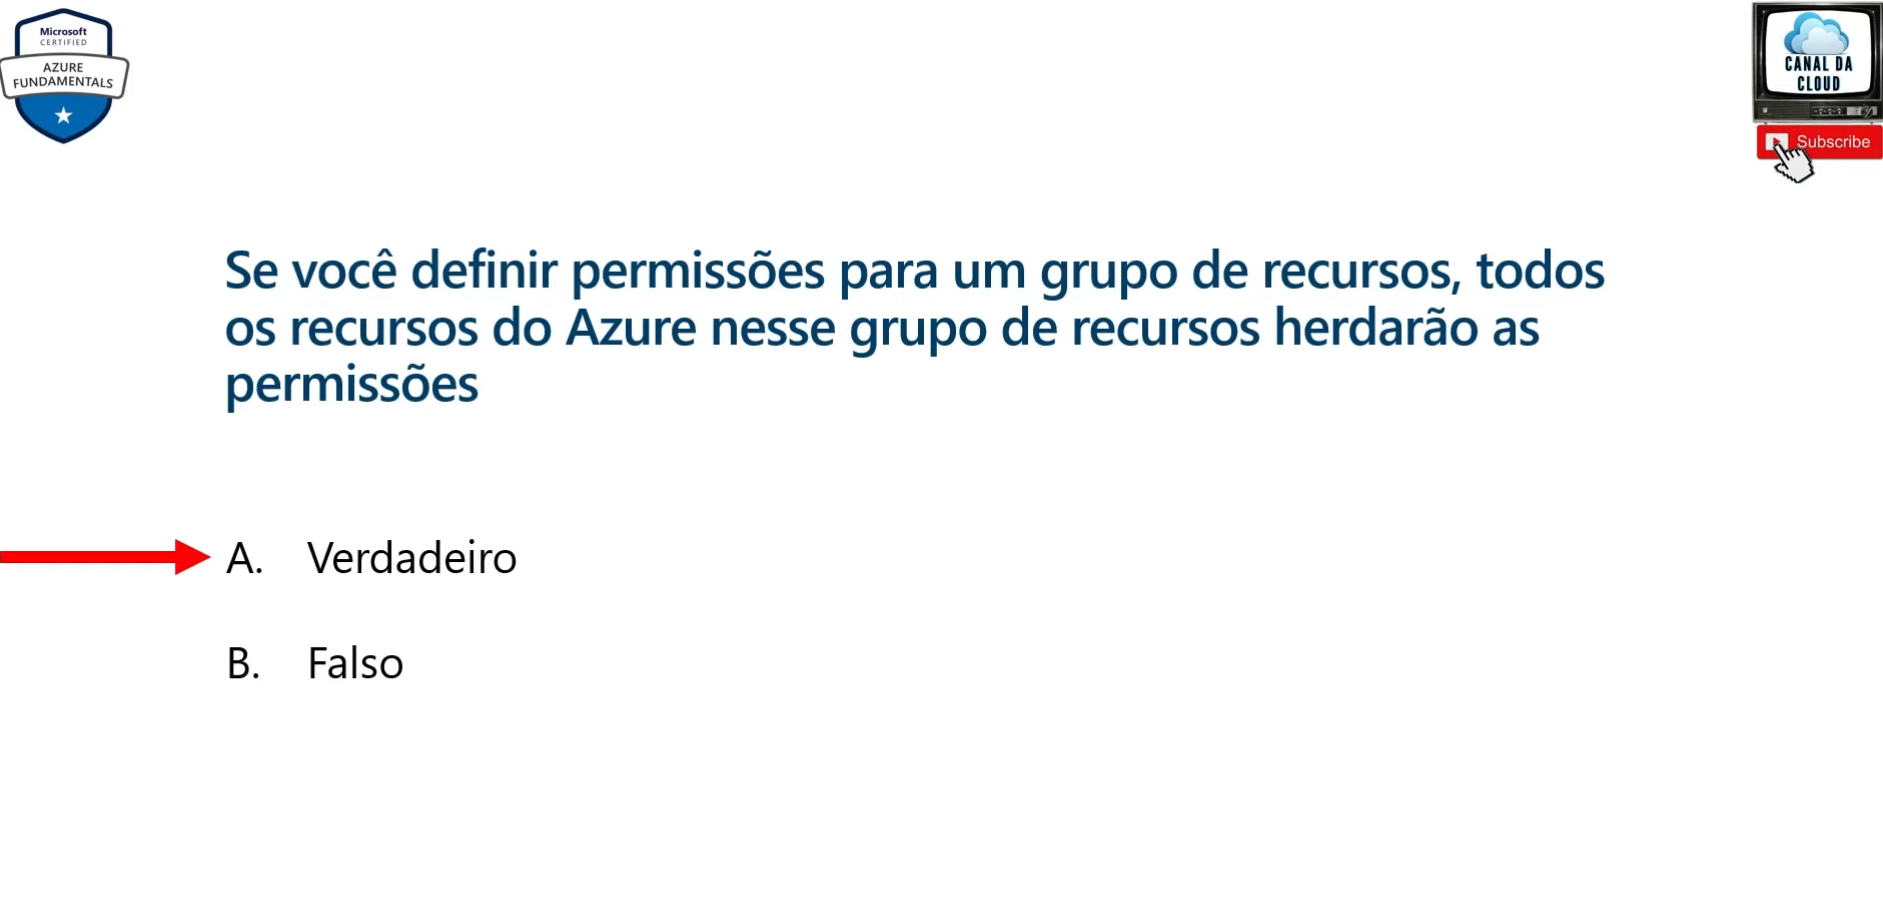 Microsoft
CERTIFIED
AZURE
FUNDAMENTALS
CANAL DA
CLOUD
Subscribe
Se você definir permissões para um grupo de recursos, todos
os recursos do Azure nesse grupo de recursos herdarão as
permissões
A. Verdadeiro
B. Falso